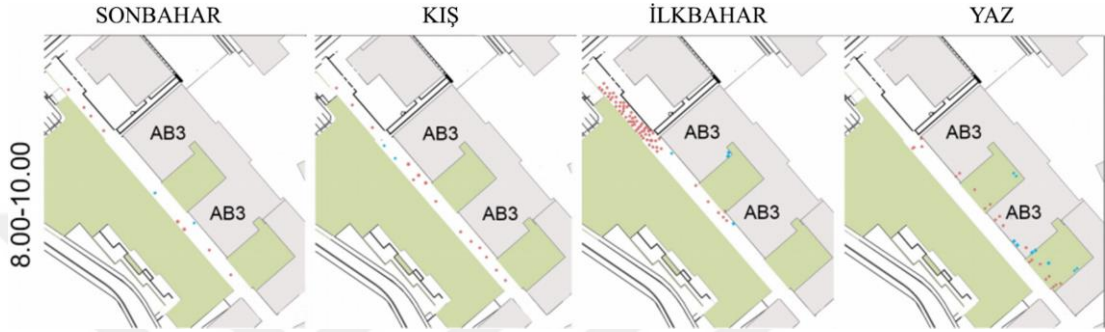 SONBAHAR KIŞ İLKBAHAR YAZ
8.00-10.00
AB3 AB3 AB3 AB3
AB3 AB3 AB3 AB3